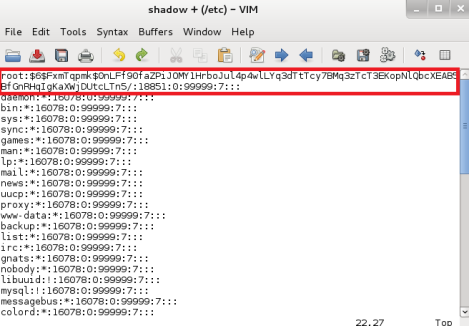 shadow + (/etc) - VIM
File Edit Tools Syntax Buffers Window Help
root:$6$FxmTqpmk$OnLFf90faZPiJOMY1HrboJul4p4wlLYq3dTtTcy7BMq3zTcT3EKopNlQbcXEAB9
BfGnRHqIgKaXWjDUtcLTn5/:18851:0:99999:7:::
daemon:*:16078:0:99999:7:::
bin:*:16078:0:99999:7:::
sys:*:16078:0:99999:7:::
sync:*:16078:0:99999:7:::
games:*:16078:0:99999:7:::
man:*:16078:0:99999:7:::
lp:*:16078:0:99999:7:::
mail:*:16078:0:99999:7:::
news:*:16078:0:99999:7:::
uucp:*:16078:0:99999:7:::
proxy:*:16078:0:99999:7:::
www-data:*:16078:0:99999:7:::
backup:*:16078:0:99999:7:::
list:*:16078:0:99999:7:::
irc:*:16078:0:99999:7:::
gnats:*:16078:0:99999:7:::
nobody:*:16078:0:99999:7:::
libuuid:!:16078:0:99999:7:::
mysql:!:16078:0:99999:7:::
messagebus:*:16078:0:99999:7:::
colord:*:16078:0:99999:7:::
22,27 Top